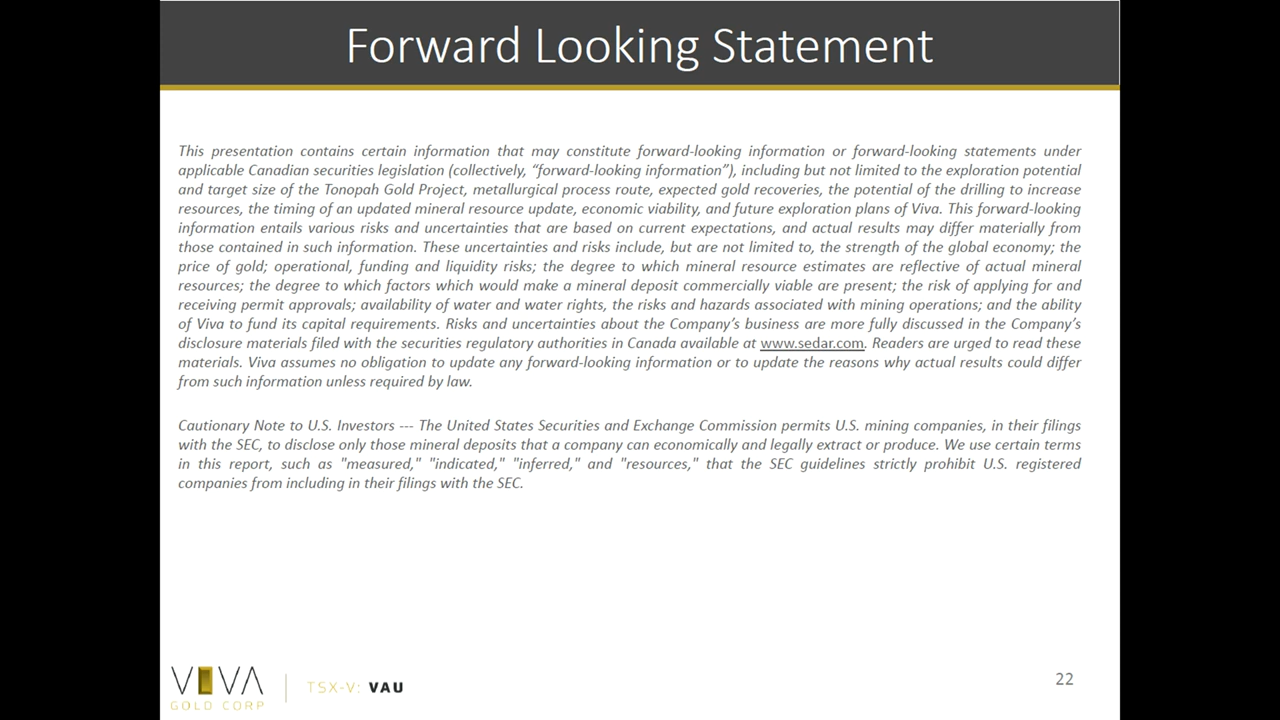 Forward Looking Statement
This presentation contains certain information that may constitute forward-looking information or forward-looking statements under
applicable Canadian securities legislation (collectively, “forward-looking information”), including but not limited to the exploration potential
and target size of the Tonopah Gold Project, metallurgical process route, expected gold recoveries, the potential of the drilling to increase
resources, the timing of an updated mineral resource update, economic viability, and future exploration plans of Viva. This forward-looking
information entails various risks and uncertainties that are based on current expectations, and actual results may differ materially from
those contained in such information. These uncertainties and risks include, but are not limited to, the strength of the global economy; the
price of gold; operational, funding and liquidity risks; the degree to which mineral resource estimates are reflective of actual mineral
resources; the degree to which factors which would make a mineral deposit commercially viable are present; the risk of applying for and
receiving permit approvals; availability of water and water rights, the risks and hazards associated with mining operations; and the ability
of Viva to fund its capital requirements. Risks and uncertainties about the Company’s business are more fully discussed in the Company’s
disclosure materials filed with the securities regulatory authorities in Canada available at www.sedar.com. Readers are urged to read these
materials. Viva assumes no obligation to update any forward-looking information or to update the reasons why actual results could differ
from such information unless required by law.
Cautionary Note to U.S. Investors --- The United States Securities and Exchange Commission permits U.S. mining companies, in their filings
with the SEC, to disclose only those mineral deposits that a company can economically and legally extract or produce. We use certain terms
in this report, such as "measured," "indicated," "inferred," and "resources," that the SEC guidelines strictly prohibit U.S. registered
companies from including in their filings with the SEC.
VIVA
GOLD CORP
TSX-V: VAU
22